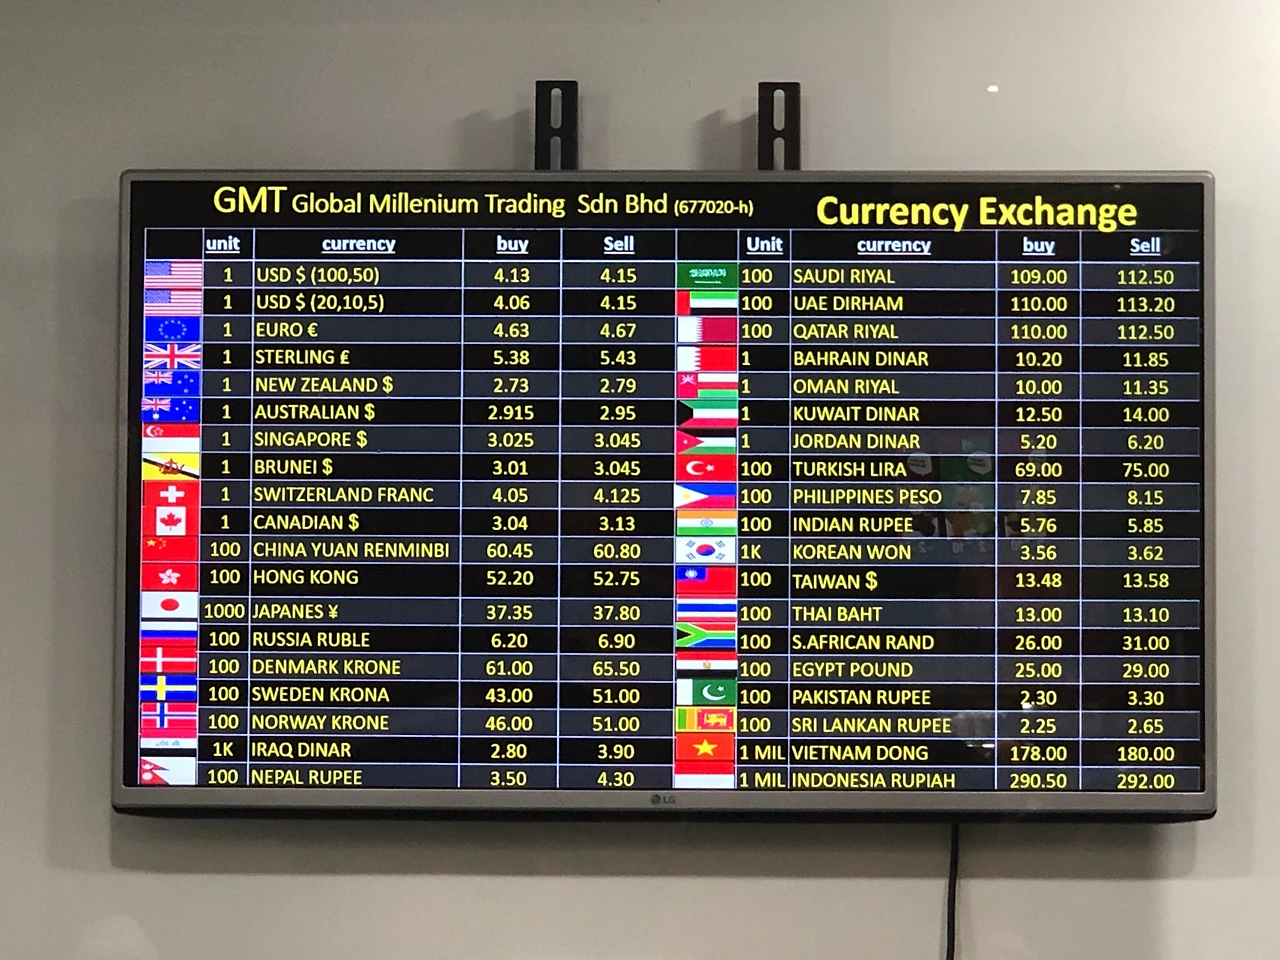 GMT Global Millenium Trading Sdn Bhd (677020-h) Currency Exchange
unit currency buy Sell Unit currency buy Sell
1 USD $ (100,50) 4.13 4.15 100 SAUDI RIYAL 109.00 112.50
1 USD $ (20,10,5) 4.06 4.15 100 UAE DIRHAM 110.00 113.20
1 EURO € 4.63 4.67 100 QATAR RIYAL 110.00 112.50
1 STERLING £ 5.38 5.43 1 BAHRAIN DINAR 10.20 11.85
1 NEW ZEALAND $ 2.73 2.79 1 OMAN RIYAL 10.00 11.35
1 AUSTRALIAN $ 2.915 2.95 1 KUWAIT DINAR 12.50 14.00
1 SINGAPORE $ 3.025 3.045 1 JORDAN DINAR 5.20 6.20
1 BRUNEI $ 3.01 3.045 100 TURKISH LIRA 69.00 75.00
1 SWITZERLAND FRANC 4.05 4.125 100 PHILIPPINES PESO 7.85 8.15
1 CANADIAN $ 3.04 3.13 100 INDIAN RUPEE 5.76 5.85
100 CHINA YUAN RENMINBI 60.45 60.80 1K KOREAN WON 3.56 3.62
100 HONG KONG 52.20 52.75 100 TAIWAN $ 13.48 13.58
1000 JAPANES ¥ 37.35 37.80 100 THAI BAHT 13.00 13.10
100 RUSSIA RUBLE 6.20 6.90 100 S.AFRICAN RAND 26.00 31.00
100 DENMARK KRONE 61.00 65.50 100 EGYPT POUND 25.00 29.00
100 SWEDEN KRONA 43.00 51.00 100 PAKISTAN RUPEE 2.30 3.30
100 NORWAY KRONE 46.00 51.00 100 SRI LANKAN RUPEE 2.25 2.65
1K IRAQ DINAR 2.80 3.90 1 MIL VIETNAM DONG 178.00 180.00
100 NEPAL RUPEE 3.50 4.30 1 MIL INDONESIA RUPIAH 290.50 292.00
LG